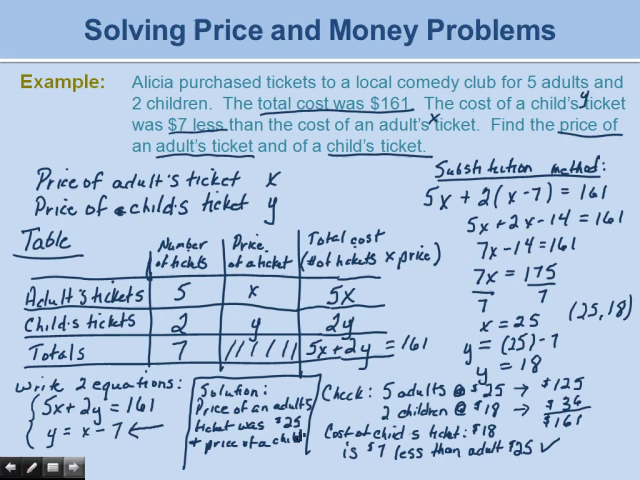 Solving Price and Money Problems
Example: Alicia purchased tickets to a local comedy club for 5 adults and
2 children. The total cost was $161. The cost of a child's ticket
y
was $7 less than the cost of an adult's ticket. Find the price of
x
an adult's ticket and of a child's ticket.
Price of adult's ticket x
Price of child's ticket y
Table
Number of tickets
Price of a ticket
Total cost (# of tickets x price)
Adult's tickets 5 x 5x
Child's tickets 2 y 2y
Totals 7 5x + 2y = 161
Write 2 equations:
5x + 2y = 161
y = x - 7 ←
Solution:
Price of an adults
ticket was $25
+ price of a child
Substitution method:
5x + 2(x - 7) = 161
5x + 2x - 14 = 161
7x - 14 = 161
7x = 175
7 7
x = 25
(25, 18)
y = (25) - 7
y = 18
Check: 5 adults @ $25 → $125
2 children @ $18 → $36
$161
Cost of child's ticket: $18
is $7 less than adult $25 ✓